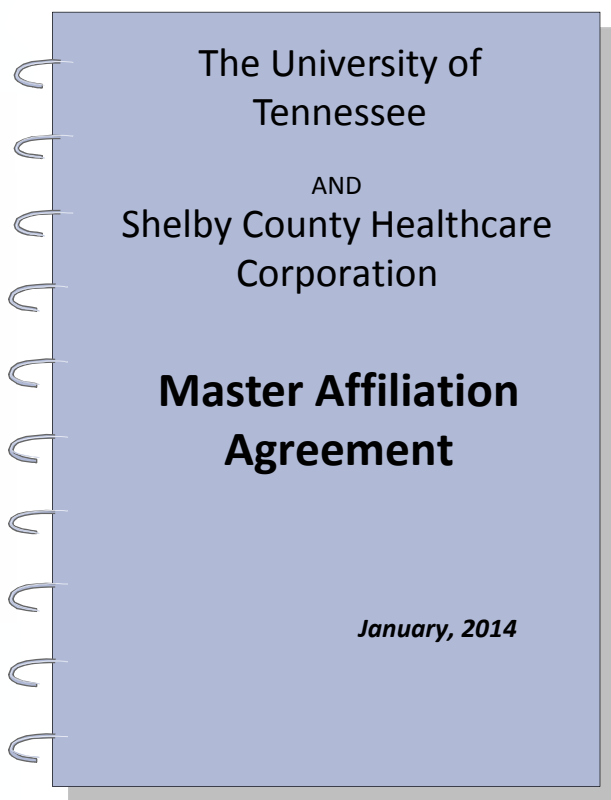 The University of
Tennessee
AND
Shelby County Healthcare
Corporation
Master Affiliation
Agreement
January, 2014